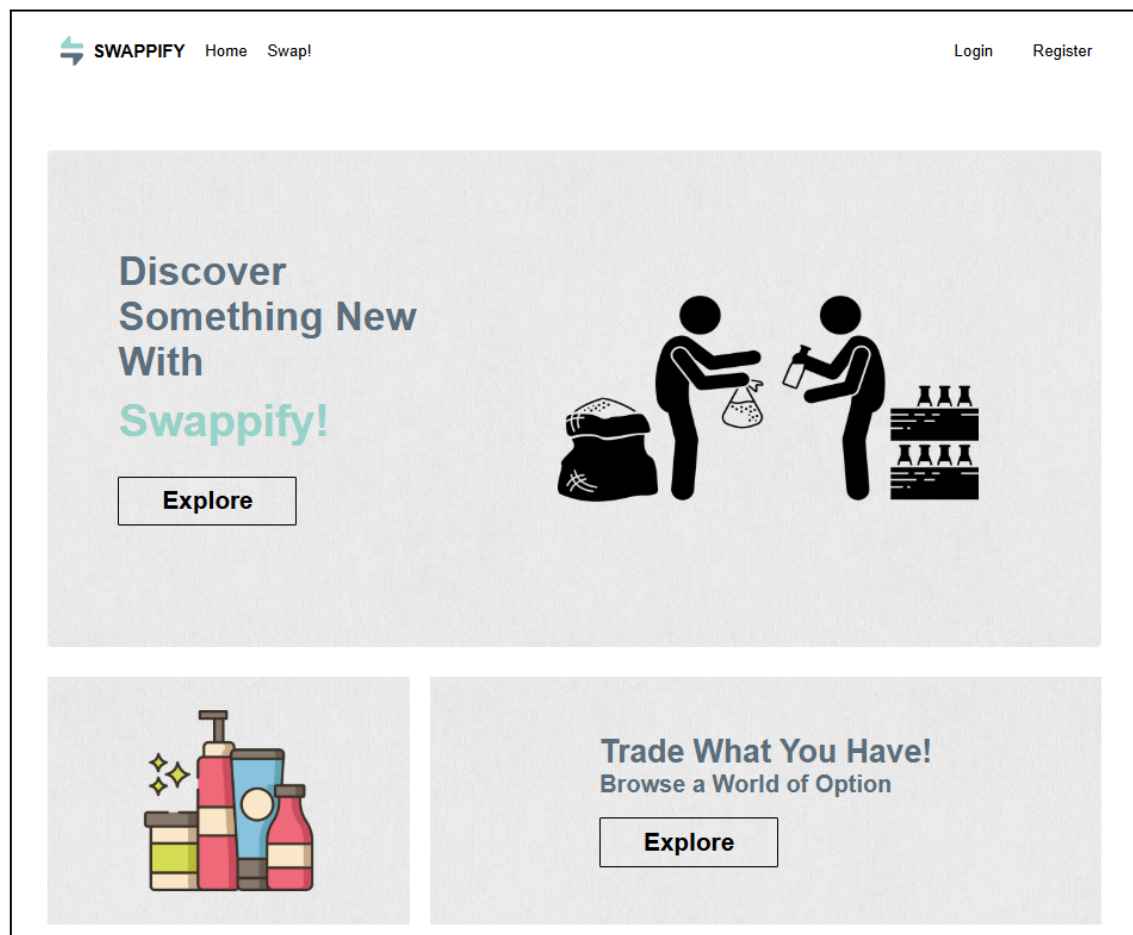 SWAPPIFY Home Swap! Login Register
Discover
Something New
With
Swappify!
Explore
Trade What You Have!
Browse a World of Option
Explore